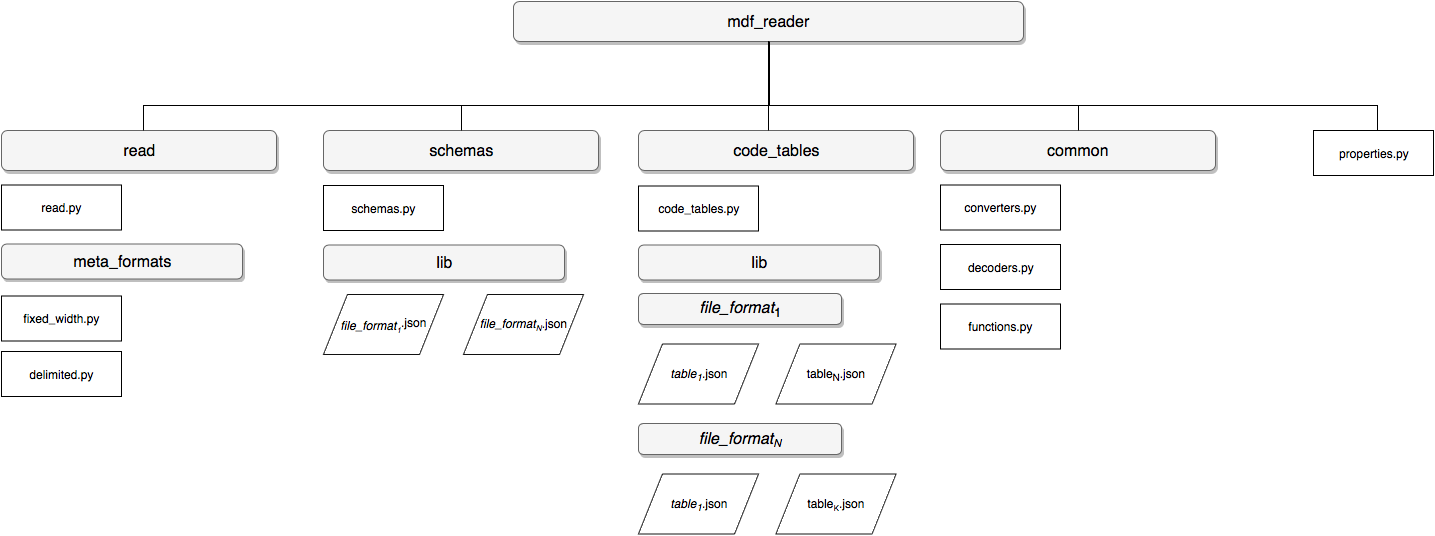 mdf_reader
read
schemas
code_tables
common
properties.py
read.py
schemas.py
code_tables.py
converters.py
meta_formats
lib
lib
decoders.py
fixed_width.py
file_format1.json
file_formatN.json
file_format1
functions.py
delimited.py
table1.json
tableN.json
file_formatN
table1.json
tableK.json